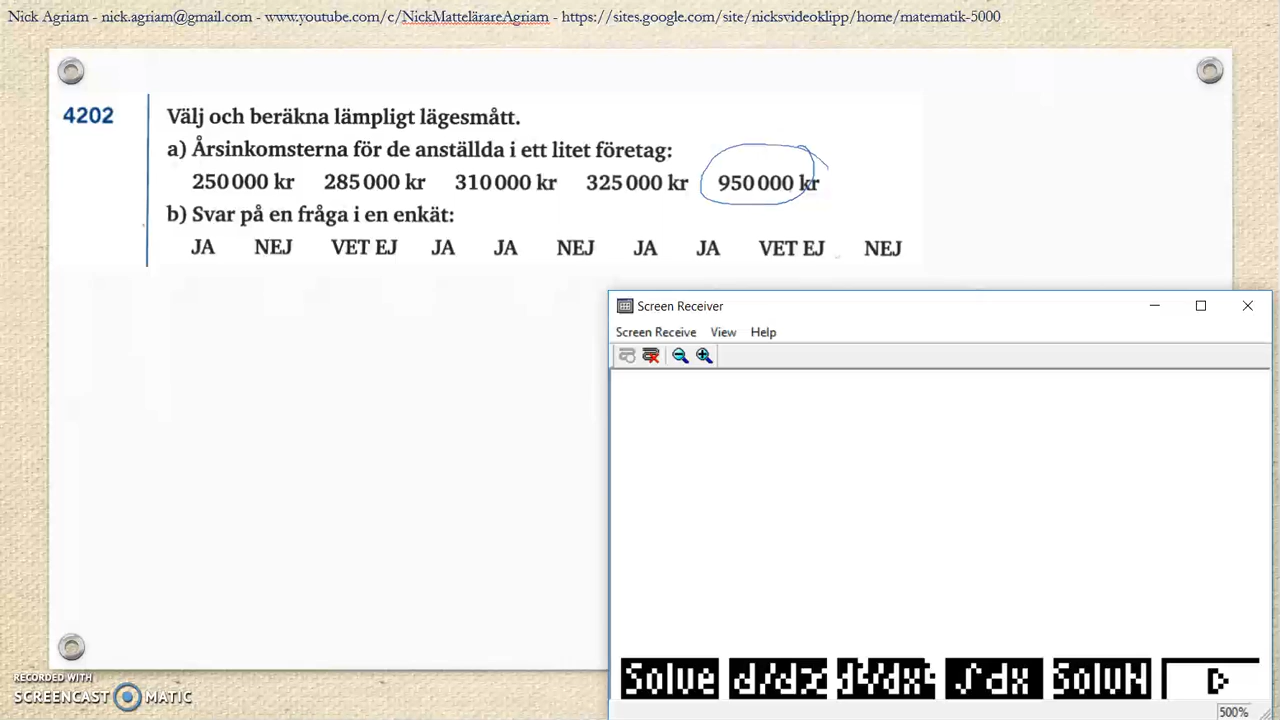 Nick Agriam - nick.agriam@gmail.com - www.youtube.com/c/NickMattelärareAgriam - https://sites.google.com/site/nicksvideoklipp/home/matematik-5000
4202 Välj och beräkna lämpligt lägesmått.
a) Årsinkomsterna för de anställda i ett litet företag:
250 000 kr 285 000 kr 310 000 kr 325 000 kr 950 000 kr
b) Svar på en fråga i en enkät:
JA NEJ VET EJ JA JA NEJ JA JA VET EJ NEJ
Screen Receiver
Screen Receive View Help
Solve d/dx d²/dx² ∫dx SolvN
500%
RECORDED WITH
SCREENCAST MATIC